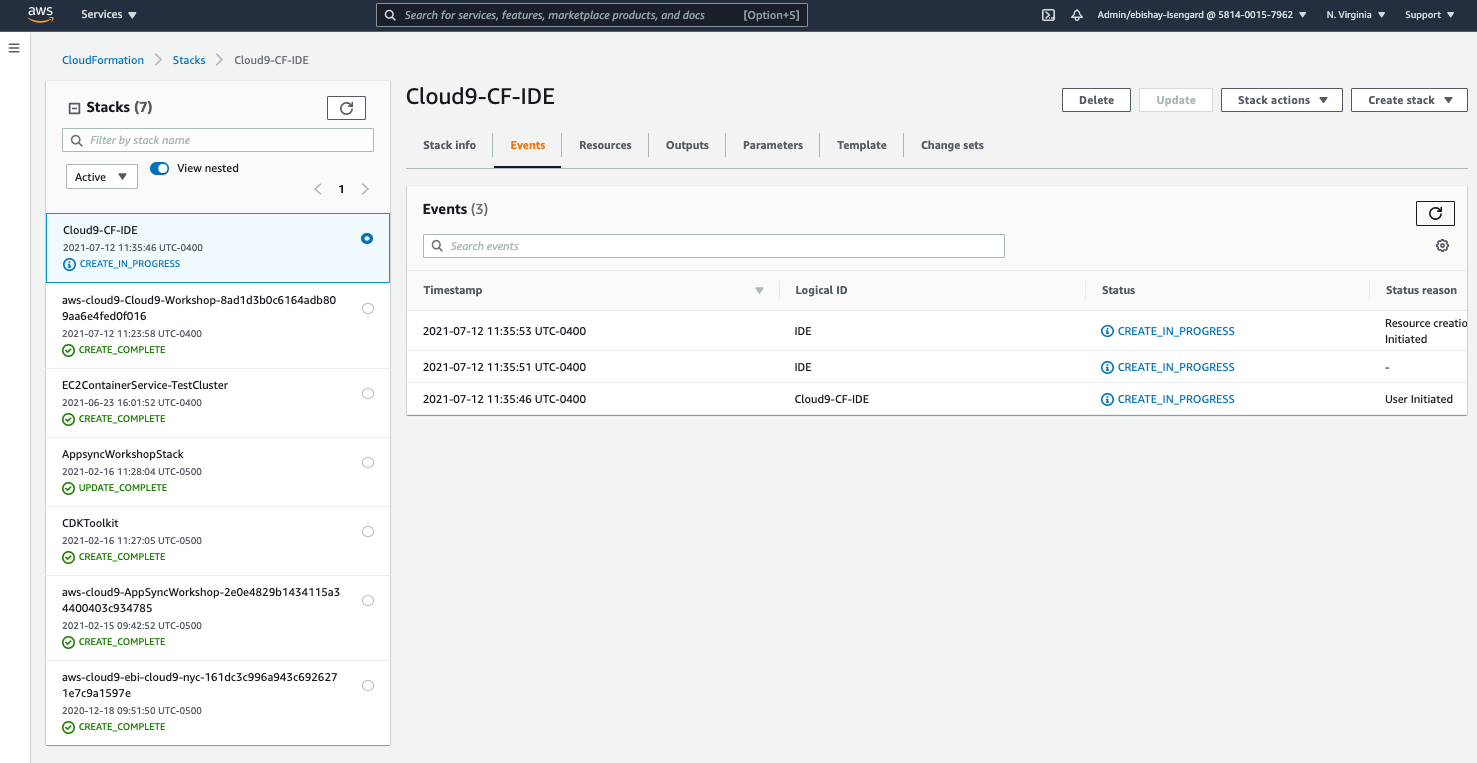 aws
Services
Search for services, features, marketplace products, and docs [Option+S]
Admin/ebishay-Isengard @ 5814-0015-7962
N. Virginia
Support
CloudFormation
Stacks
Cloud9-CF-IDE
Stacks (7)
Filter by stack name
Active
View nested
1
Cloud9-CF-IDE
2021-07-12 11:35:46 UTC-0400
CREATE_IN_PROGRESS
aws-cloud9-Cloud9-Workshop-8ad1d3b0c6164adb80
9aa6e4fed0f016
2021-07-12 11:23:58 UTC-0400
CREATE_COMPLETE
EC2ContainerService-TestCluster
2021-06-23 16:01:52 UTC-0400
CREATE_COMPLETE
AppsyncWorkshopStack
2021-02-16 11:28:04 UTC-0500
UPDATE_COMPLETE
CDKToolkit
2021-02-16 11:27:05 UTC-0500
CREATE_COMPLETE
aws-cloud9-AppSyncWorkshop-2e0e4829b1434115a3
4400403c934785
2021-02-15 09:42:52 UTC-0500
CREATE_COMPLETE
aws-cloud9-ebi-cloud9-nyc-161dc3c996a943c692627
1e7c9a1597e
2020-12-18 09:51:50 UTC-0500
CREATE_COMPLETE
Cloud9-CF-IDE
Delete
Update
Stack actions
Create stack
Stack info
Events
Resources
Outputs
Parameters
Template
Change sets
Events (3)
Search events
Timestamp
Logical ID
Status
Status reason
2021-07-12 11:35:53 UTC-0400
IDE
CREATE_IN_PROGRESS
Resource creatio
Initiated
2021-07-12 11:35:51 UTC-0400
IDE
CREATE_IN_PROGRESS
-
2021-07-12 11:35:46 UTC-0400
Cloud9-CF-IDE
CREATE_IN_PROGRESS
User Initiated